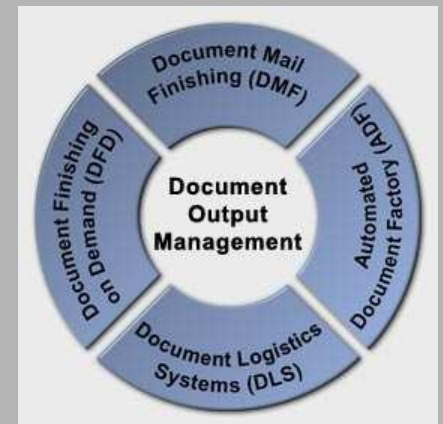 Document Mail
Finishing (DMF)
Automated
Document Factory (ADF)
Document Logistics
Systems (DLS)
Document Finishing
on Demand (DFD)
Document
Output
Management